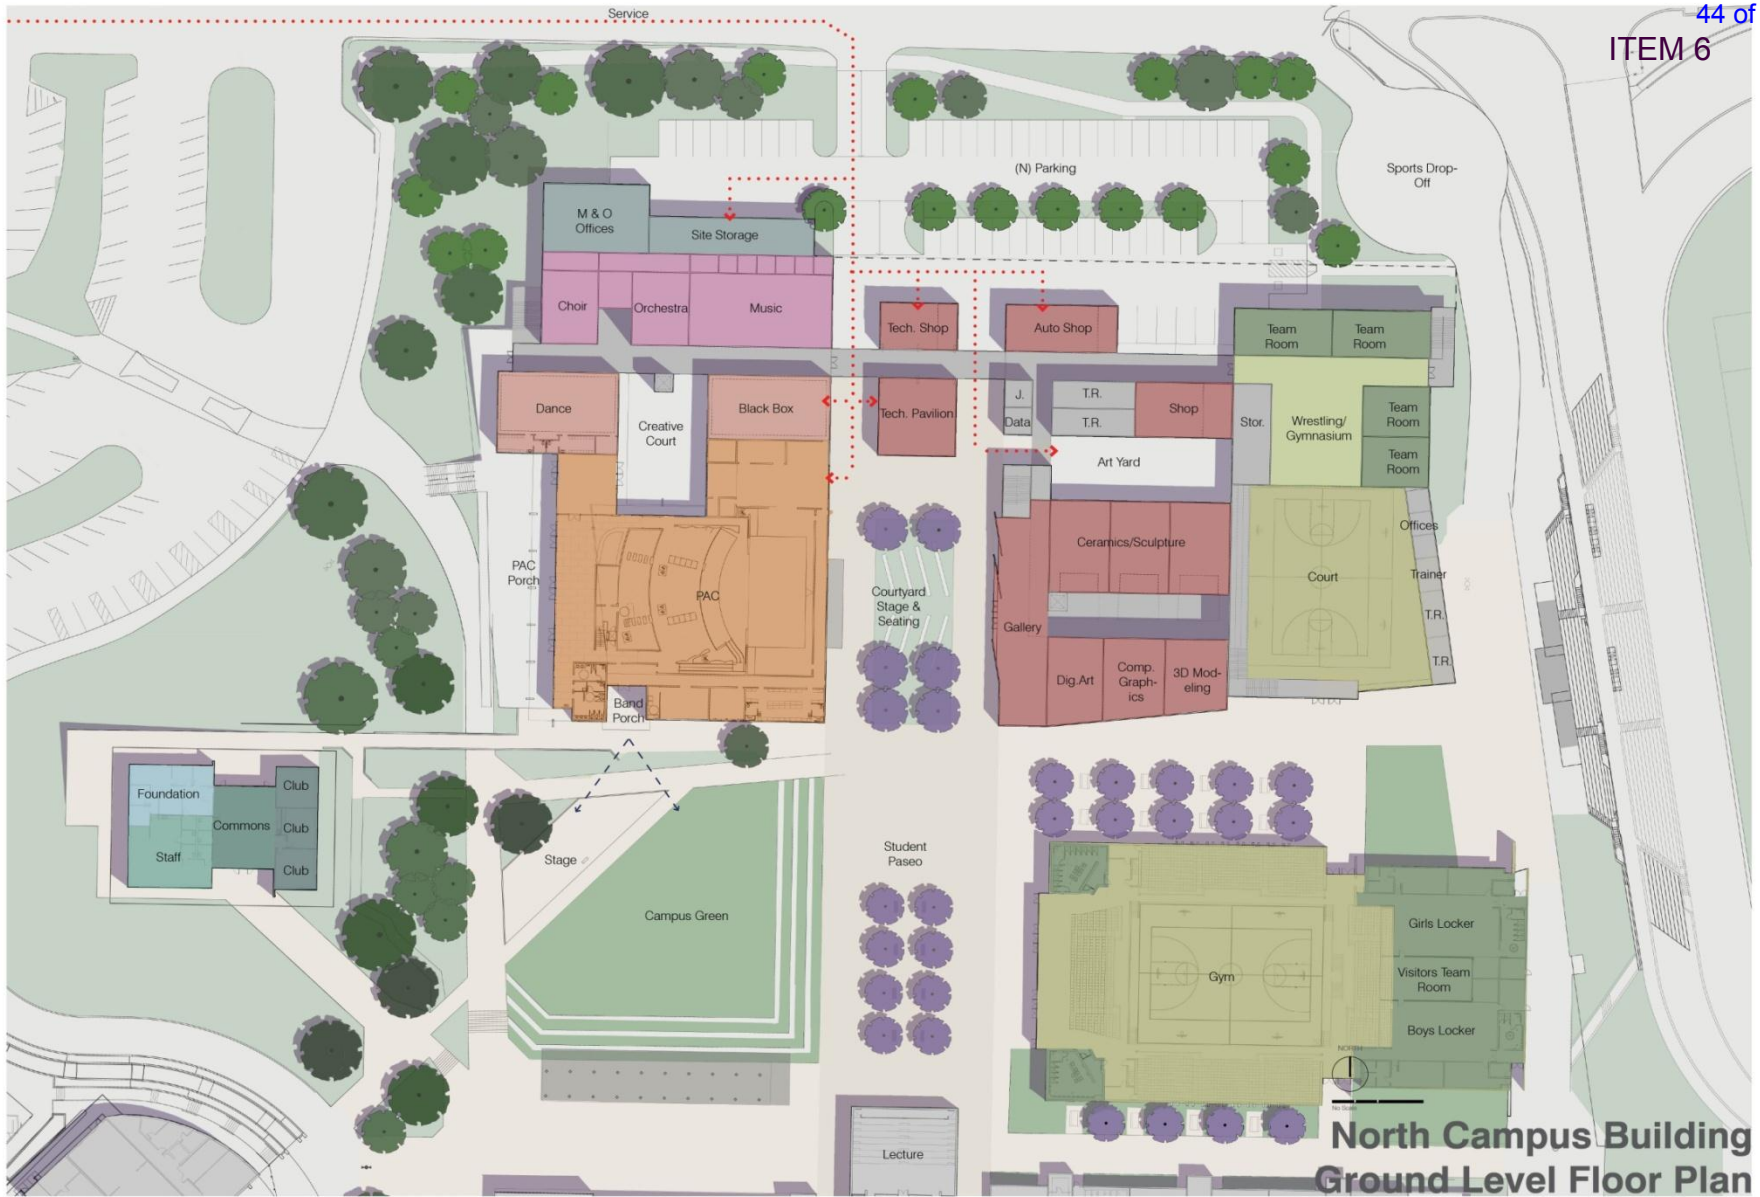 44 of
ITEM 6
Service
(N) Parking
Sports Drop-
Off
M & O
Offices
Site Storage
Choir
Orchestra
Music
Tech. Shop
Auto Shop
Team
Room
Team
Room
Dance
Creative
Court
Black Box
Tech. Pavilion
J.
Data
T.R.
T.R.
Shop
Stor.
Wrestling/
Gymnasium
Team
Room
Team
Room
Art Yard
Offices
PAC
Porch
PAC
Courtyard
Stage &
Seating
Ceramics/Sculpture
Court
Trainer
T.R.
T.R.
Gallery
Dig.Art
Comp.
Graph-
ics
3D Mod-
eling
Band
Porch
Foundation
Commons
Staff
Club
Club
Club
Stage
Campus Green
Student
Paseo
Gym
Girls Locker
Visitors Team
Room
Boys Locker
NORTH
No Scale
Lecture
North Campus Building
Ground Level Floor Plan